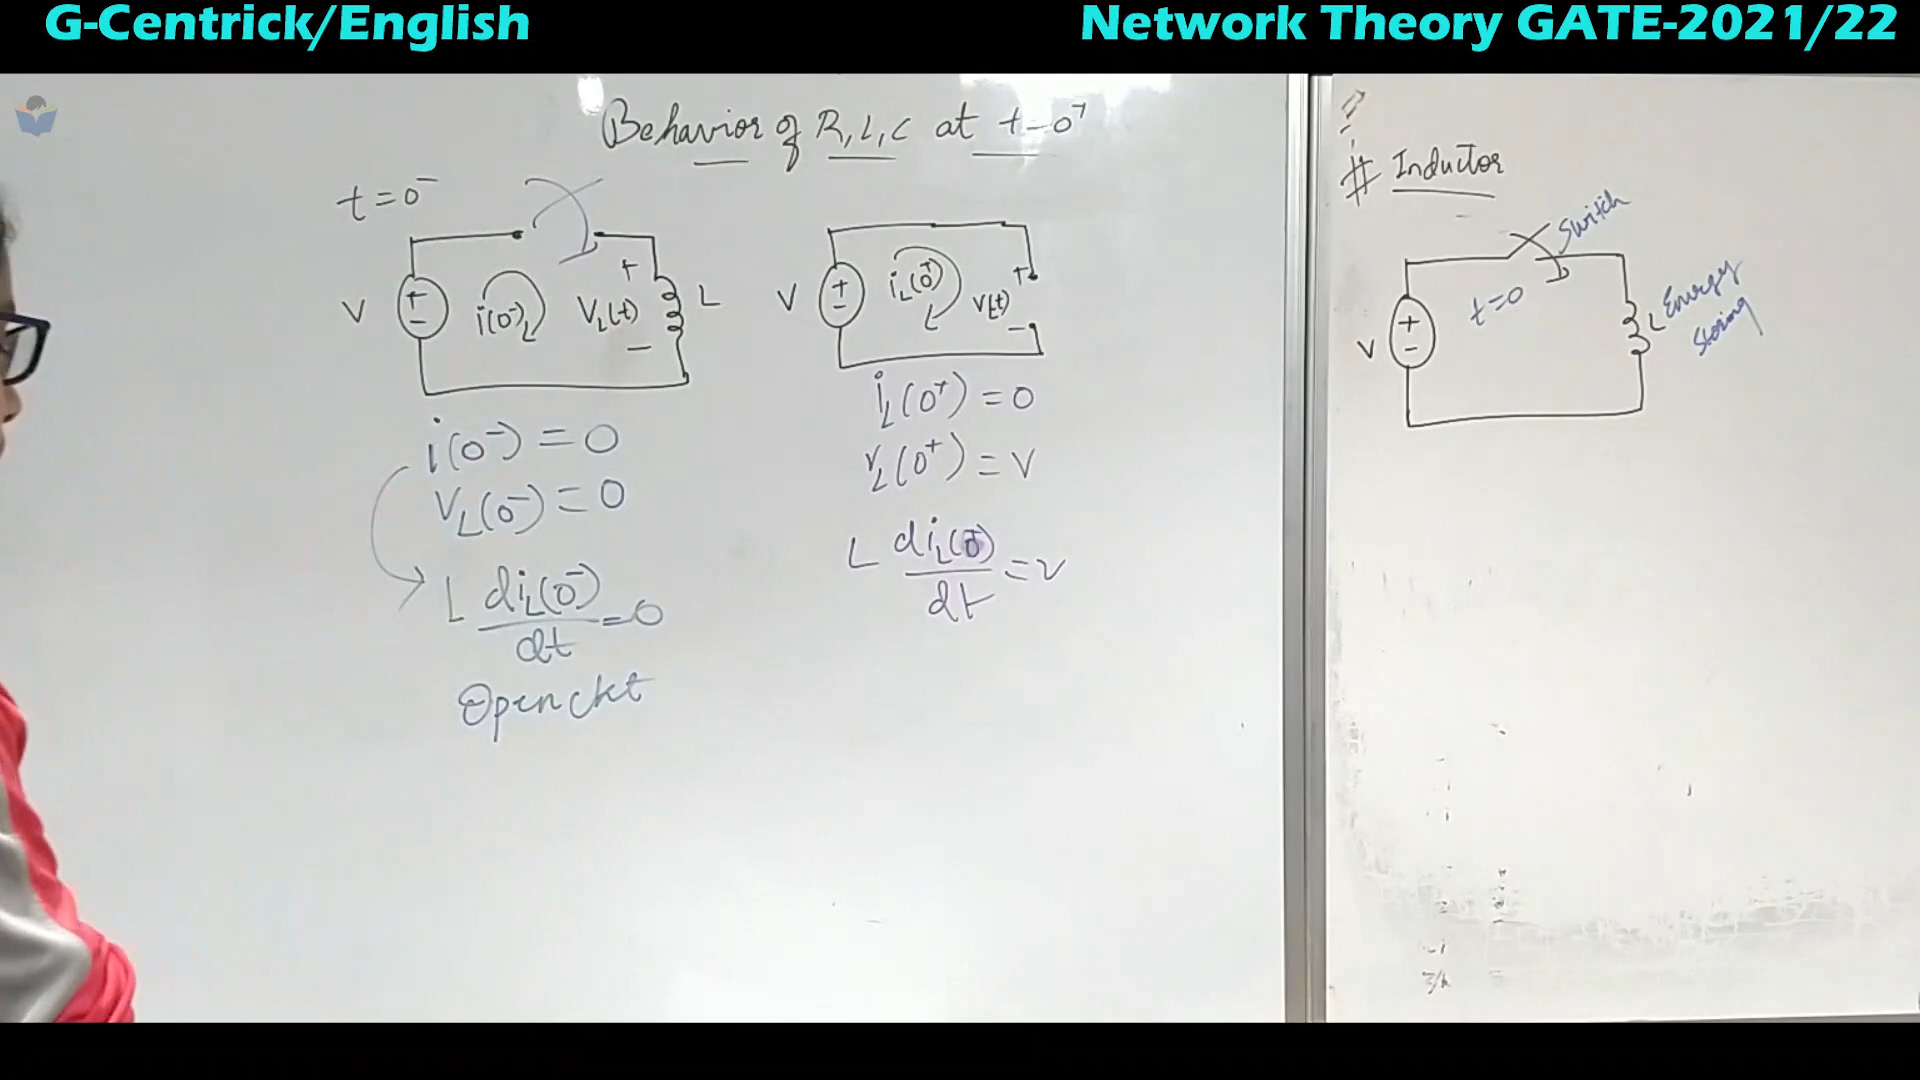 G-Centrick/English
Network Theory GATE-2021/22
Behavior of R,L,C at t-0⁺
t=0⁻
V
+
-
i(0⁻)
+
V_L(t)
-
L
i(0⁻) = 0
V_L(0⁻) = 0
L di_L(0⁻)/dt = 0
Open ckt
V
+
-
i_L(0⁺)
+
V(t)
-
i_L(0⁺) = 0
V_L(0⁺) = V
L di_L(0⁺)/dt = V
# Inductor
Switch
t=0
V
+
-
L
Energy
Storing